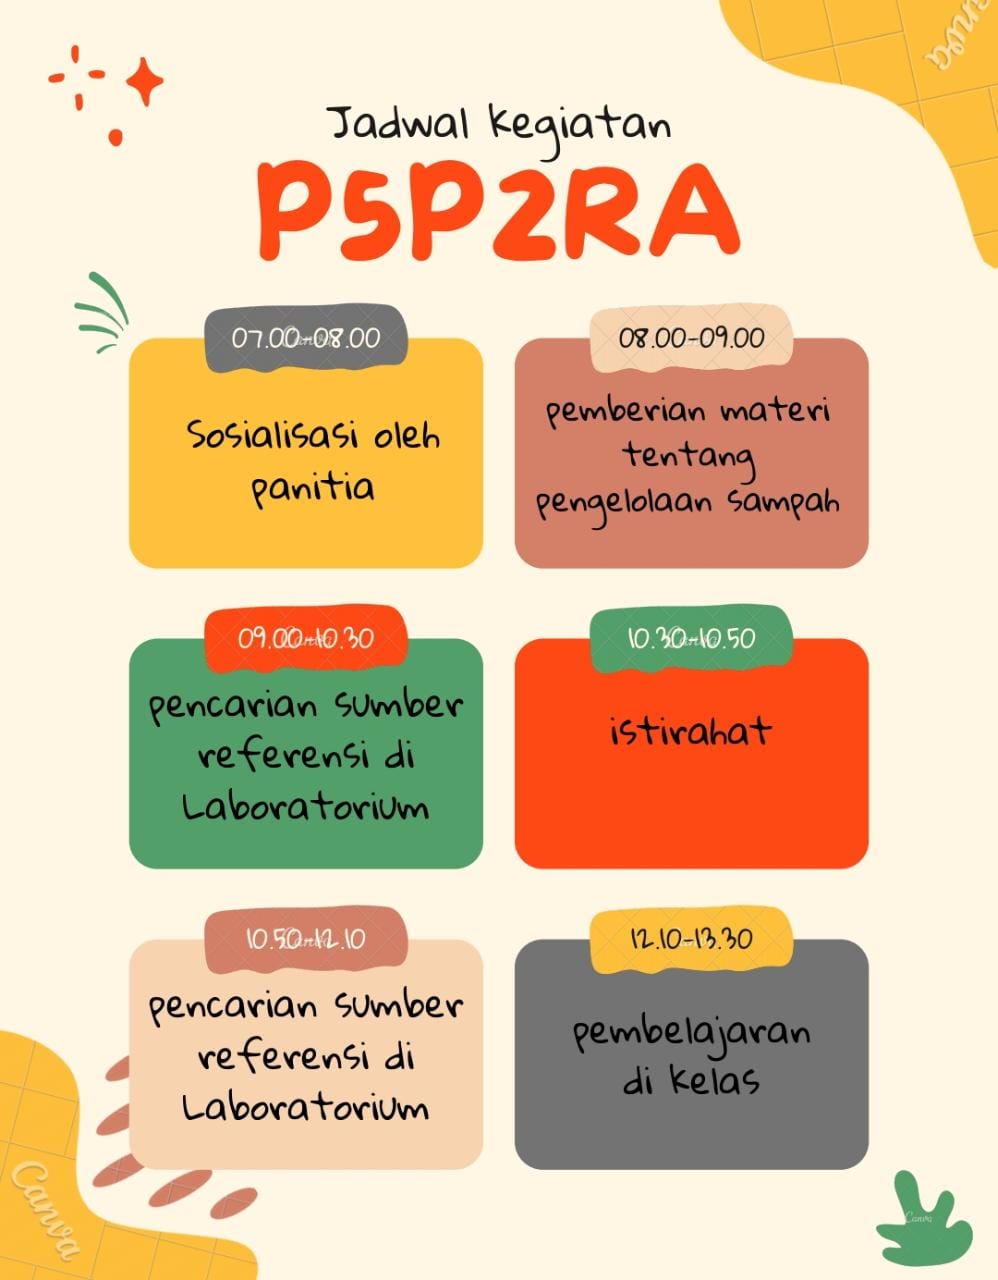 Jadwal kegiatan
P5P2RA
07.00-08.00
Sosialisasi oleh
panitia
08.00-09.00
pemberian materi
tentang
pengelolaan sampah
09.00-10.30
pencarian sumber
referensi di
Laboratorium
10.30-10.50
istirahat
10.50-12.10
pencarian sumber
referensi di
Laboratorium
12.10-13.30
pembelajaran
di kelas
Canva
Canva